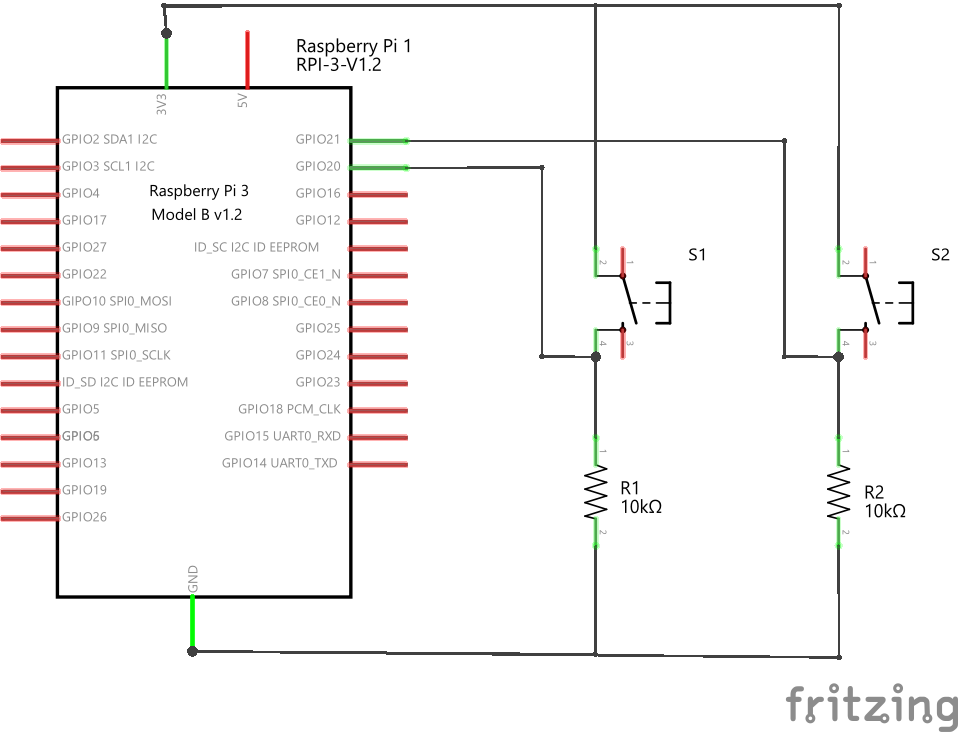 Raspberry Pi 1
RPI-3-V1.2
3V3
5V
GPIO2 SDA1 I2C
GPIO3 SCL1 I2C
GPIO4
GPIO17
GPIO27
GPIO22
GIPO10 SPI0_MOSI
GPIO9 SPI0_MISO
GPIO11 SPI0_SCLK
ID_SD I2C ID EEPROM
GPIO5
GPIO6
GPIO13
GPIO19
GPIO26
Raspberry Pi 3
Model B v1.2
GPIO21
GPIO20
GPIO16
GPIO12
ID_SC I2C ID EEPROM
GPIO7 SPI0_CE1_N
GPIO8 SPI0_CE0_N
GPIO25
GPIO24
GPIO23
GPIO18 PCM_CLK
GPIO15 UART0_RXD
GPIO14 UART0_TXD
GND
2
1
S1
4
3
2
1
S2
4
3
1
R1
10kΩ
2
1
R2
10kΩ
2
fritzing